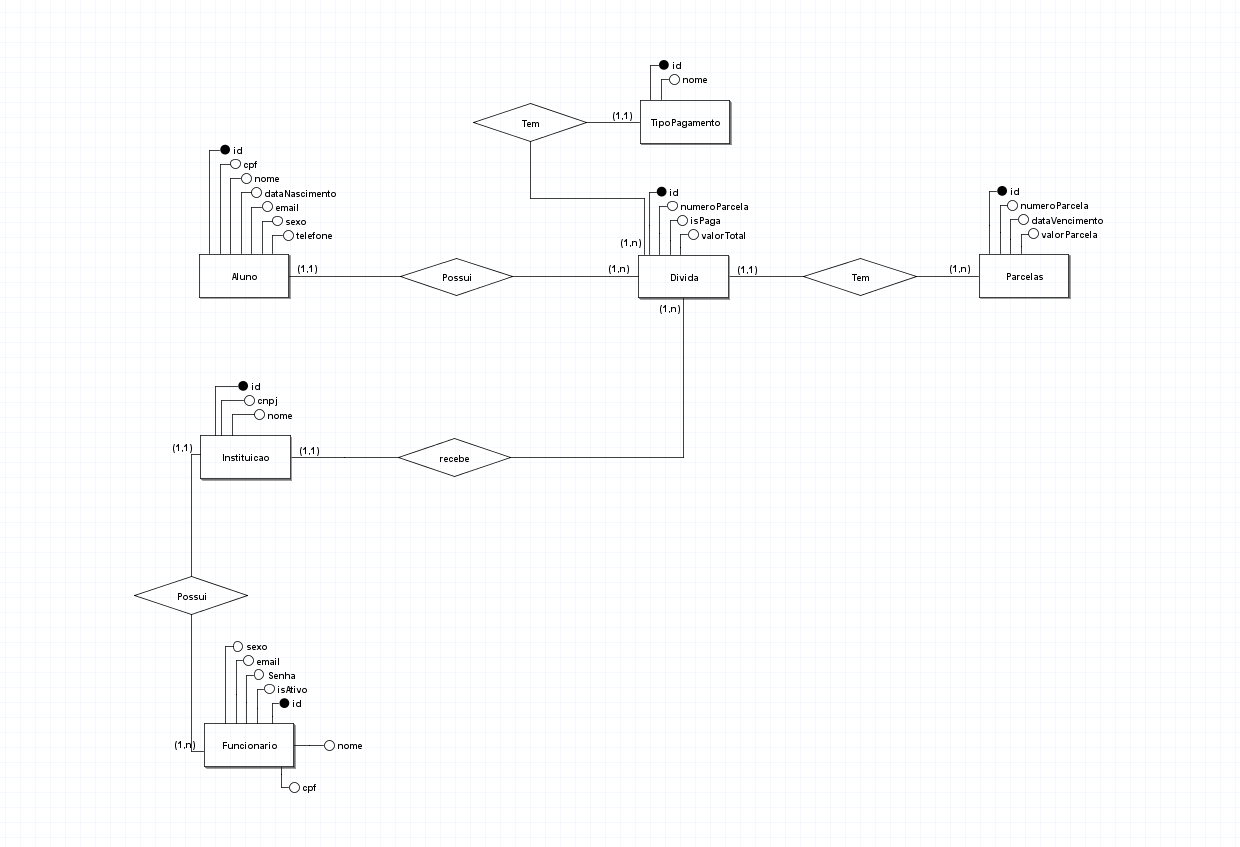 id
nome
Tem
(1,1)
TipoPagamento
id
cpf
nome
dataNascimento
email
sexo
telefone
id
numeroParcela
isPaga
valorTotal
(1,n)
id
numeroParcela
dataVencimento
valorParcela
Aluno
(1,1)
Possui
(1,n)
Divida
(1,1)
Tem
(1,n)
Parcelas
(1,n)
id
cnpj
nome
(1,1)
Instituicao
(1,1)
recebe
Possui
sexo
email
Senha
isAtivo
id
(1,n)
Funcionario
nome
cpf